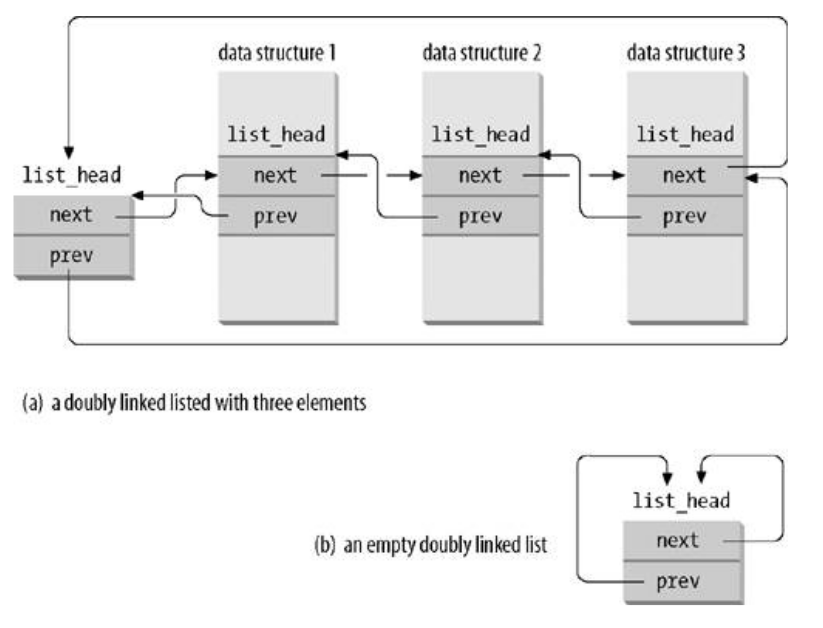 data structure 1
data structure 2
data structure 3
list_head
list_head
list_head
list_head
next
next
next
next
prev
prev
prev
prev
(a) a doubly linked listed with three elements
list_head
(b) an empty doubly linked list
next
prev